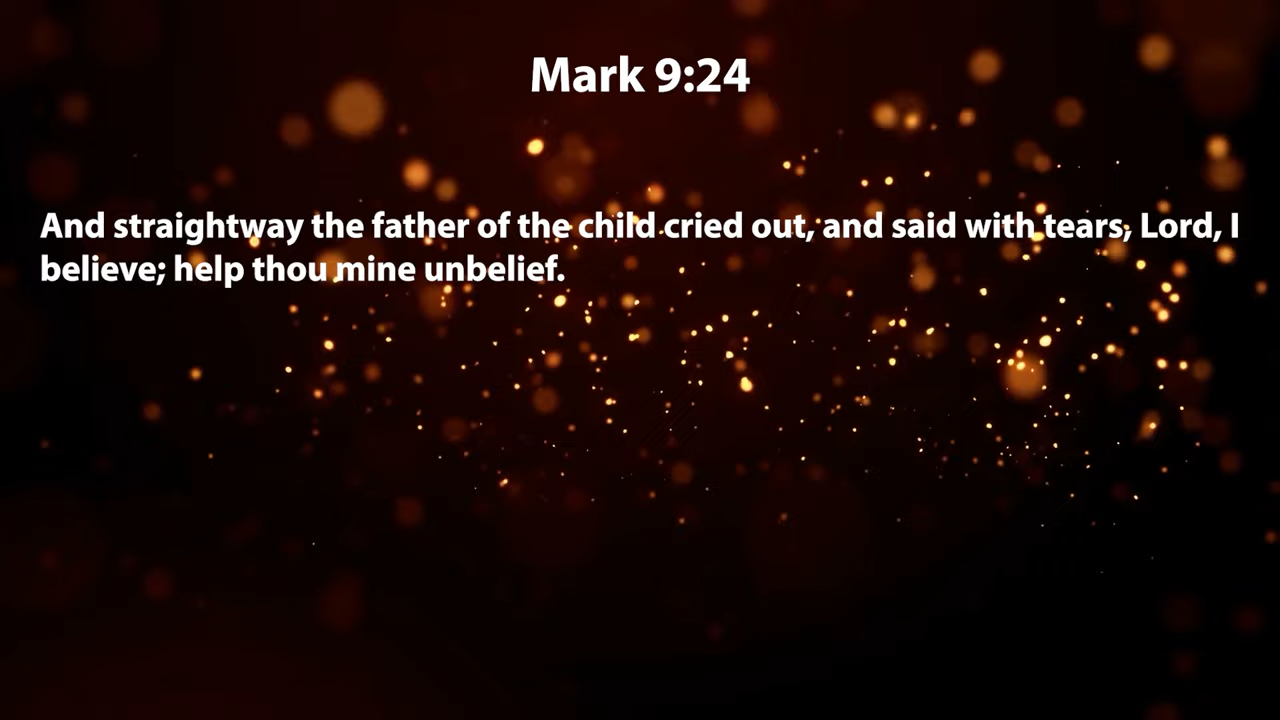 Mark 9:24
And straightway the father of the child cried out, and said with tears, Lord, I
believe; help thou mine unbelief.